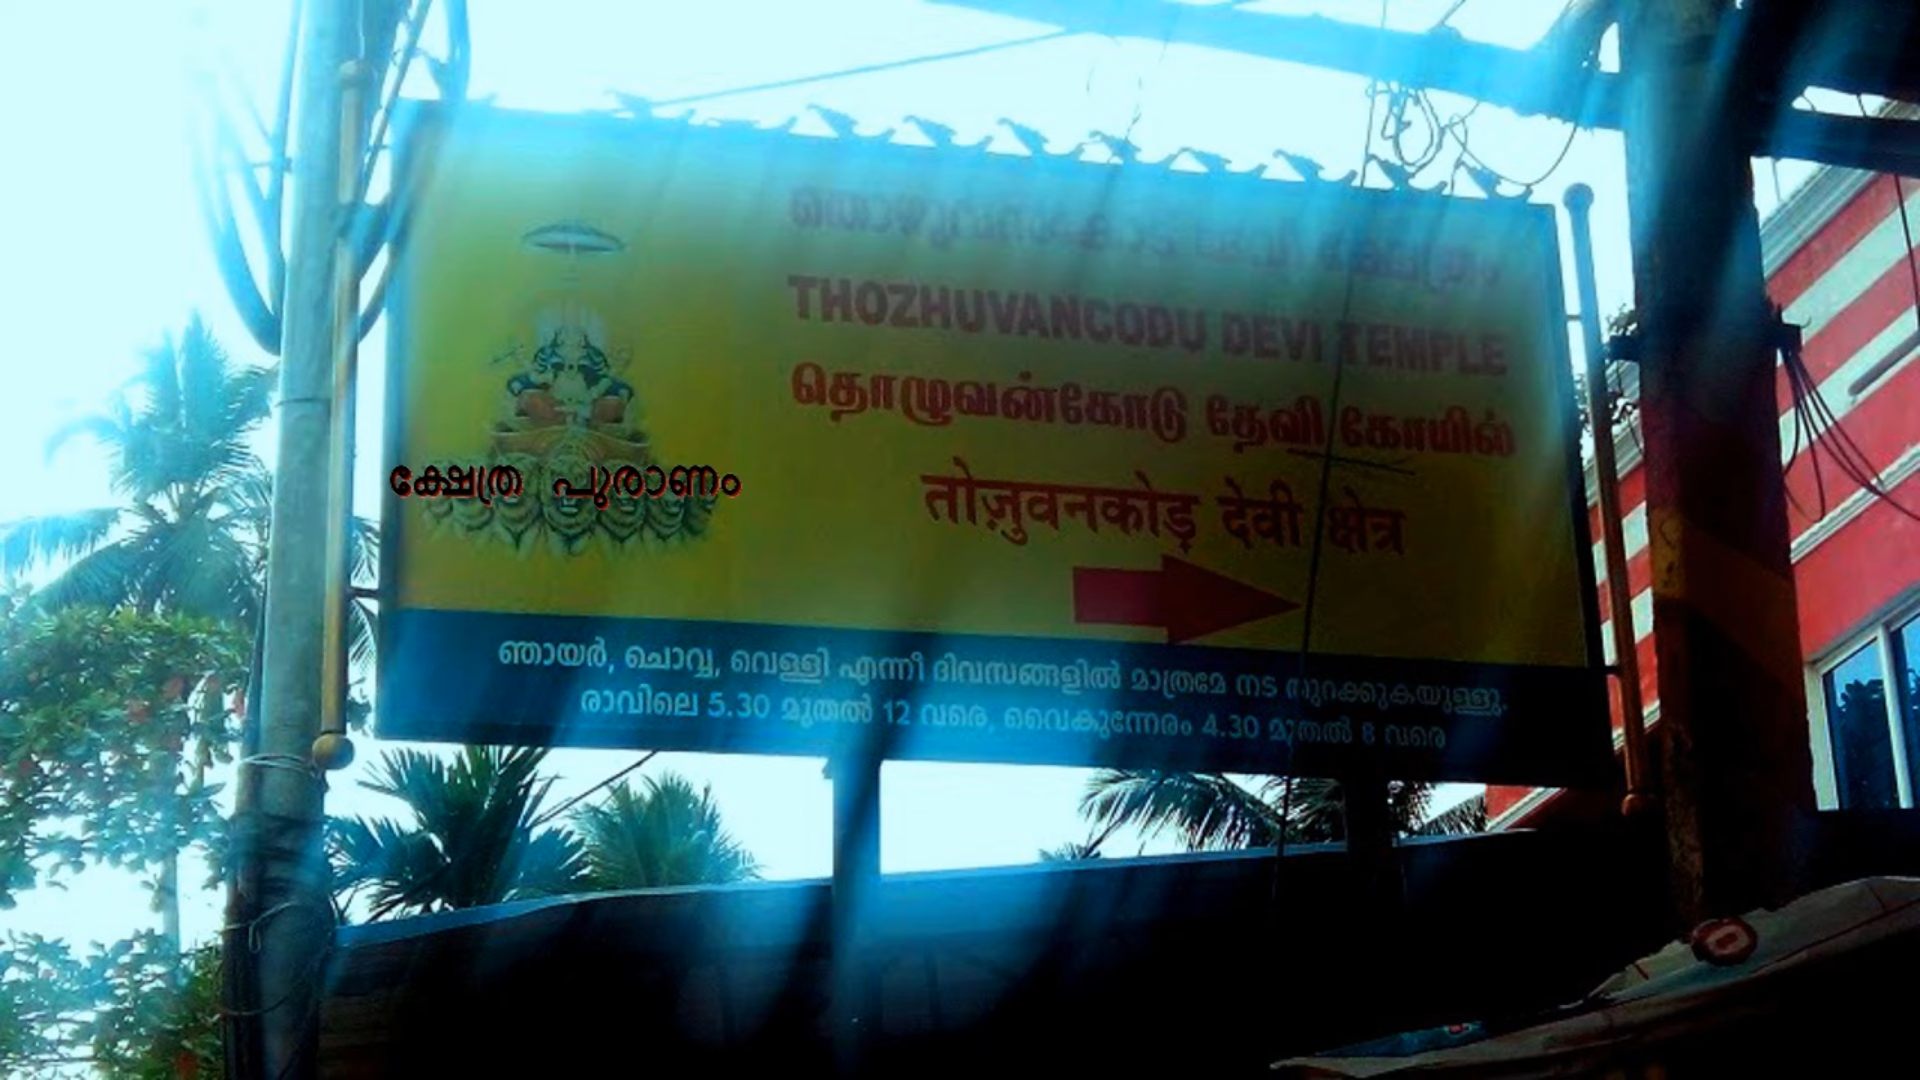 തൊഴുവൻകോട് ദേവി ക്ഷേത്രം
THOZHUVANCODU DEVI TEMPLE
தொழுவன்கோடு தேவி கோயில்
तोज़ुवनकोड़ देवी क्षेत्र
ക്ഷേത്ര പുരാണം
ഞായർ, ചൊവ്വ, വെള്ളി എന്നീ ദിവസങ്ങളിൽ മാത്രമേ നട തുറക്കുകയുള്ളു.
രാവിലെ 5.30 മുതൽ 12 വരെ, വൈകുന്നേരം 4.30 മുതൽ 8 വരെ